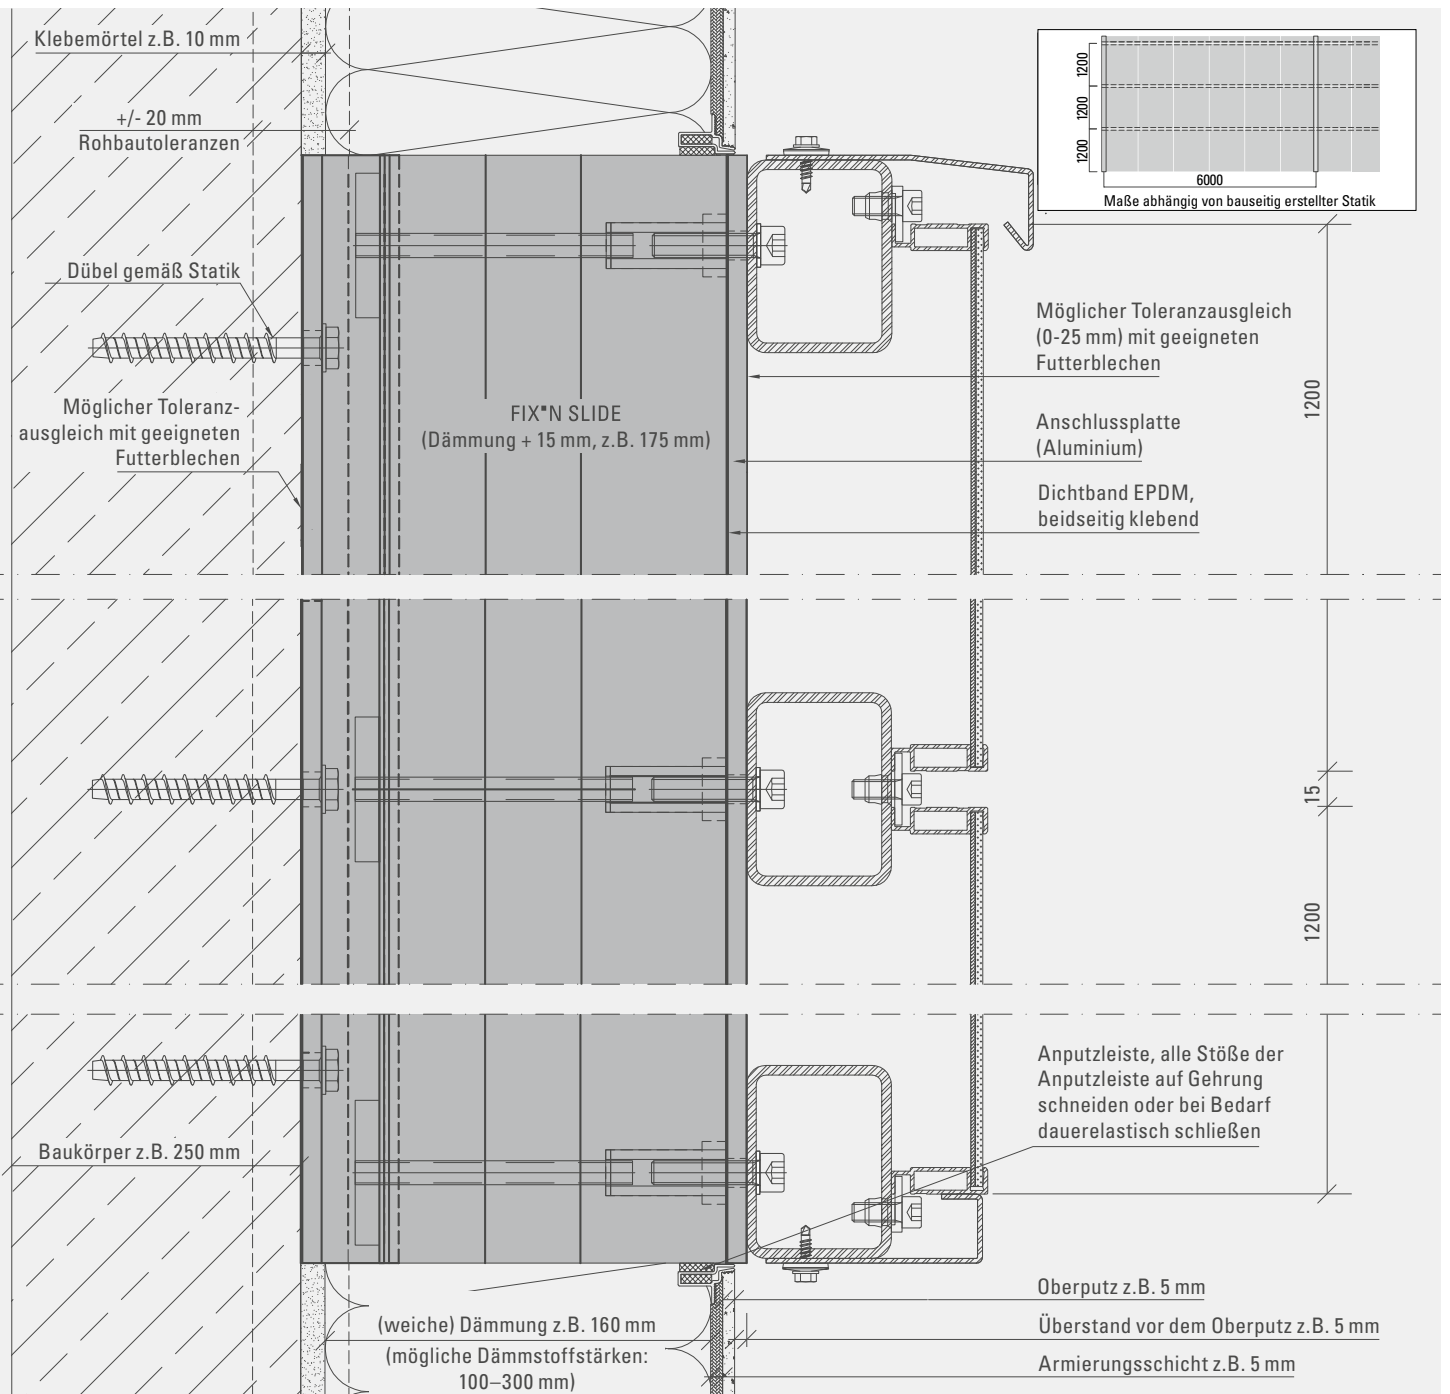 Klebemörtel z.B. 10 mm
+/- 20 mm
Rohbautoleranzen
Dübel gemäß Statik
Möglicher Toleranz-
ausgleich mit geeigneten
Futterblechen
FIX■N SLIDE
(Dämmung + 15 mm, z.B. 175 mm)
1200
1200
1200
6000
Maße abhängig von bauseitig erstellter Statik
Möglicher Toleranzausgleich
(0-25 mm) mit geeigneten
Futterblechen
1200
Anschlussplatte
(Aluminium)
Dichtband EPDM,
beidseitig klebend
15
1200
Anputzleiste, alle Stöße der
Anputzleiste auf Gehrung
schneiden oder bei Bedarf
dauerelastisch schließen
Baukörper z.B. 250 mm
(weiche) Dämmung z.B. 160 mm
(mögliche Dämmstoffstärken:
100–300 mm)
Oberputz z.B. 5 mm
Überstand vor dem Oberputz z.B. 5 mm
Armierungsschicht z.B. 5 mm